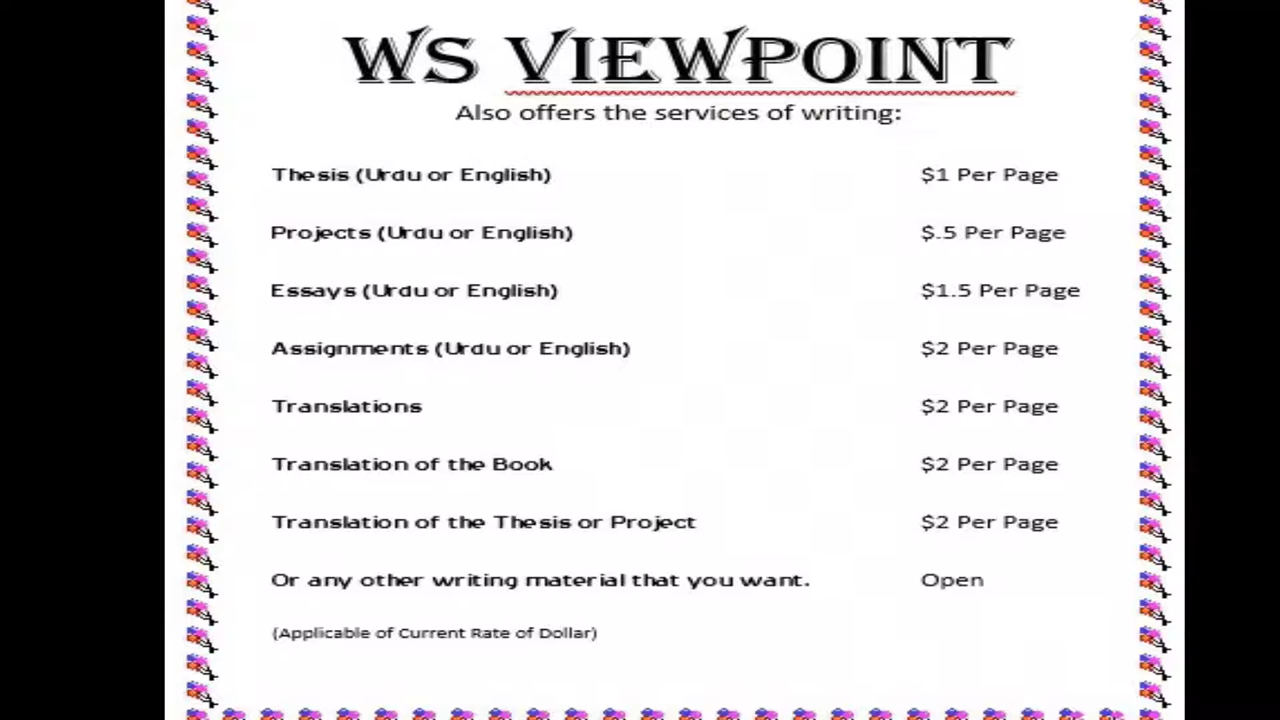 WS VIEWPOINT
Also offers the services of writing:
Thesis (Urdu or English) $1 Per Page
Projects (Urdu or English) $.5 Per Page
Essays (Urdu or English) $1.5 Per Page
Assignments (Urdu or English) $2 Per Page
Translations $2 Per Page
Translation of the Book $2 Per Page
Translation of the Thesis or Project $2 Per Page
Or any other writing material that you want. Open
(Applicable of Current Rate of Dollar)